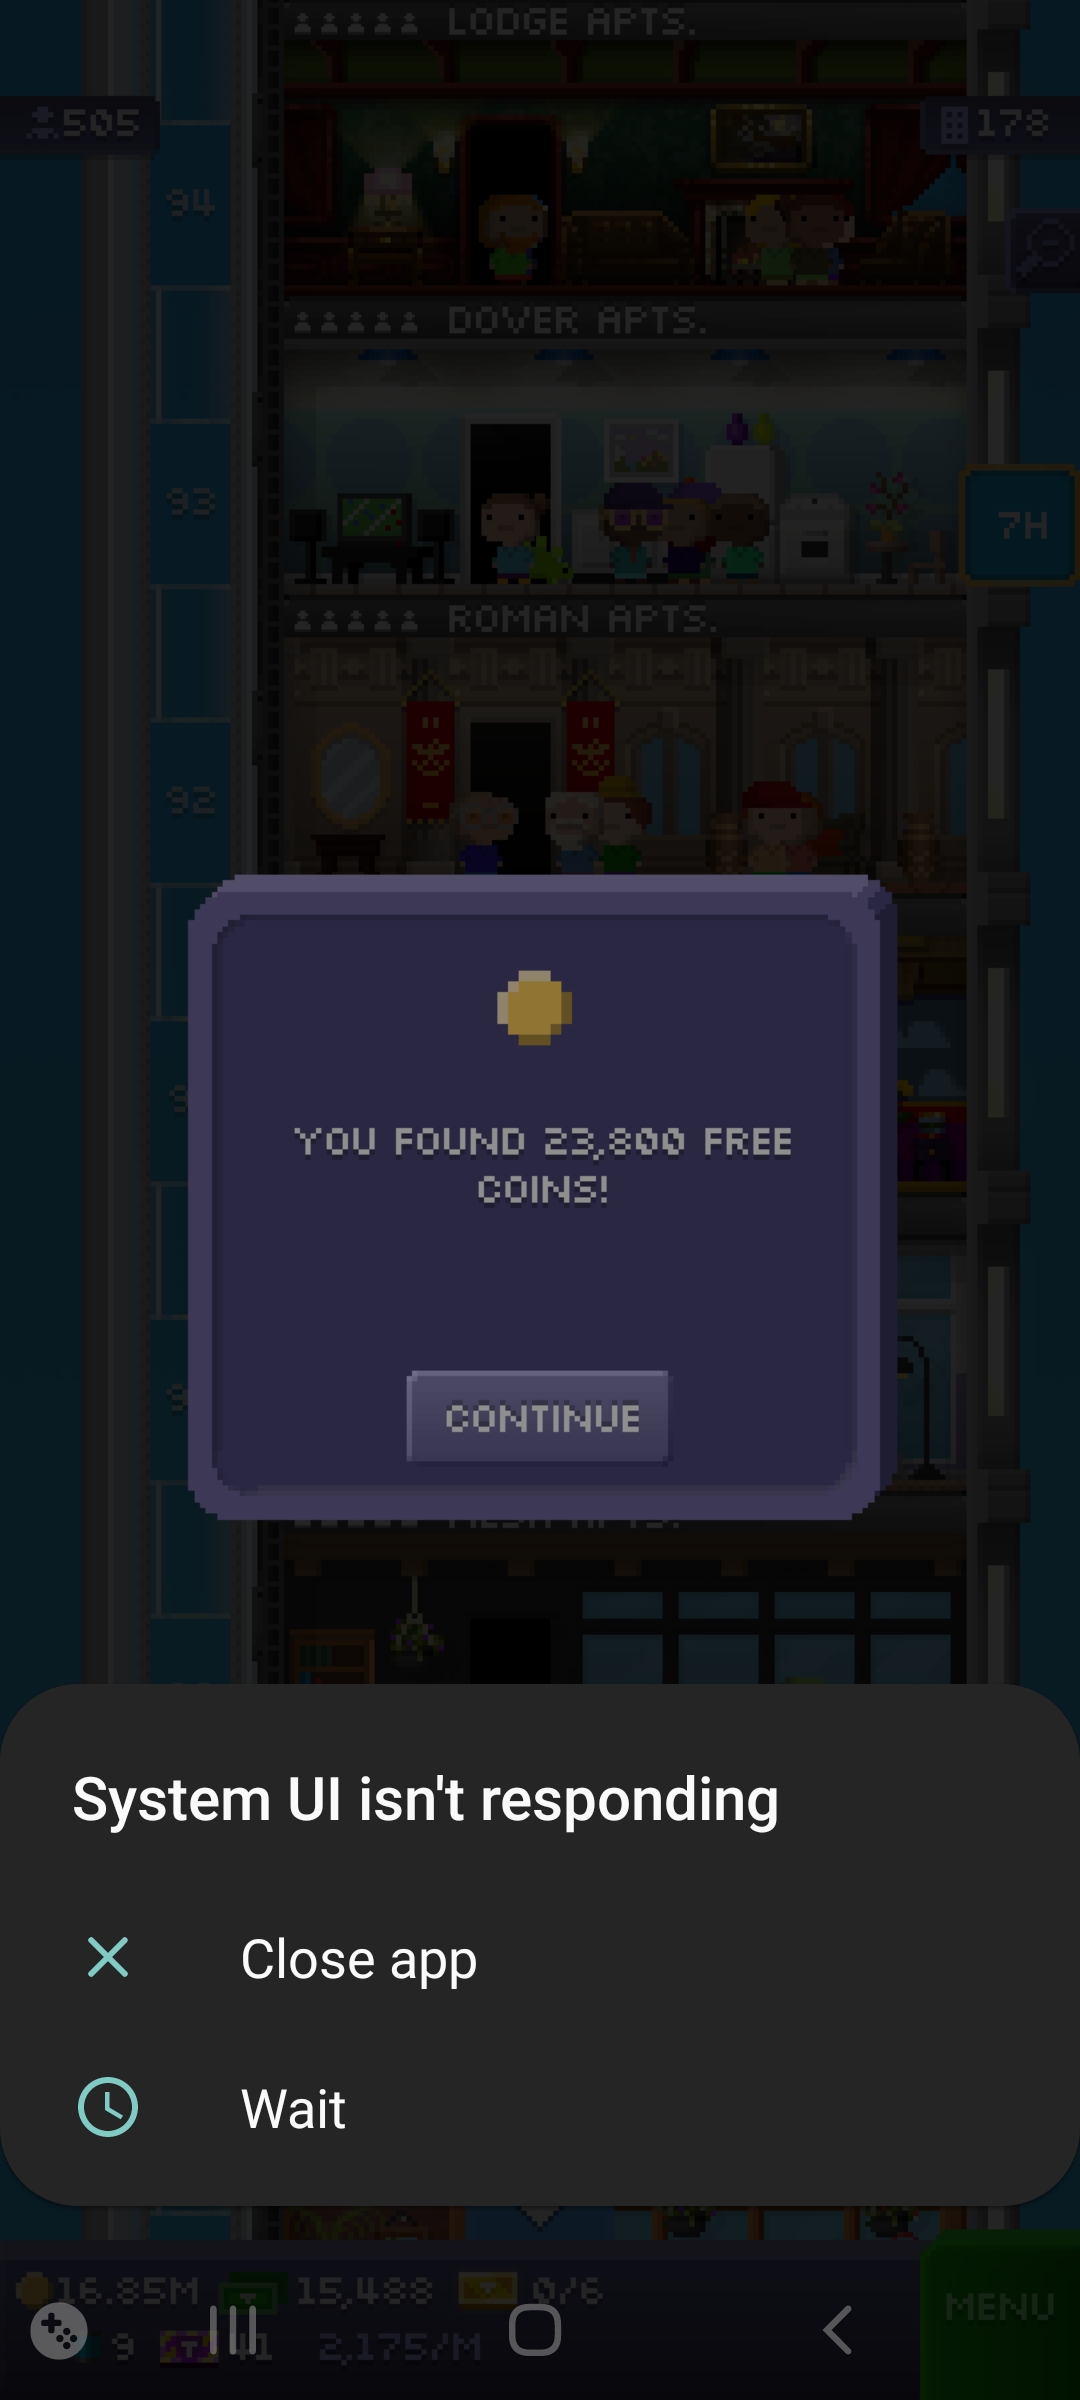 LODGE APTS.
505
178
94
DOVER APTS.
93
7H
ROMAN APTS.
92
YOU FOUND 23,800 FREE
COINS!
CONTINUE
System UI isn't responding
Close app
Wait
16.85M 15,488 0/6
MENU
9 41 2,175/M